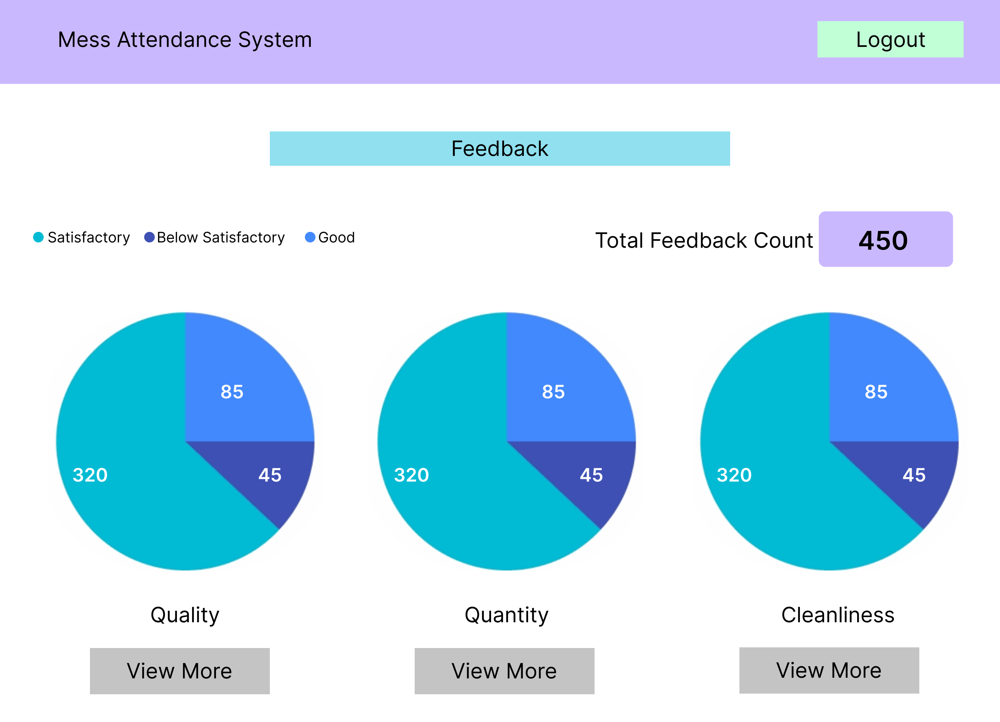 Mess Attendance System
Logout
Feedback
Satisfactory
Below Satisfactory
Good
Total Feedback Count
450
85
320
45
85
320
45
85
320
45
Quality
Quantity
Cleanliness
View More
View More
View More